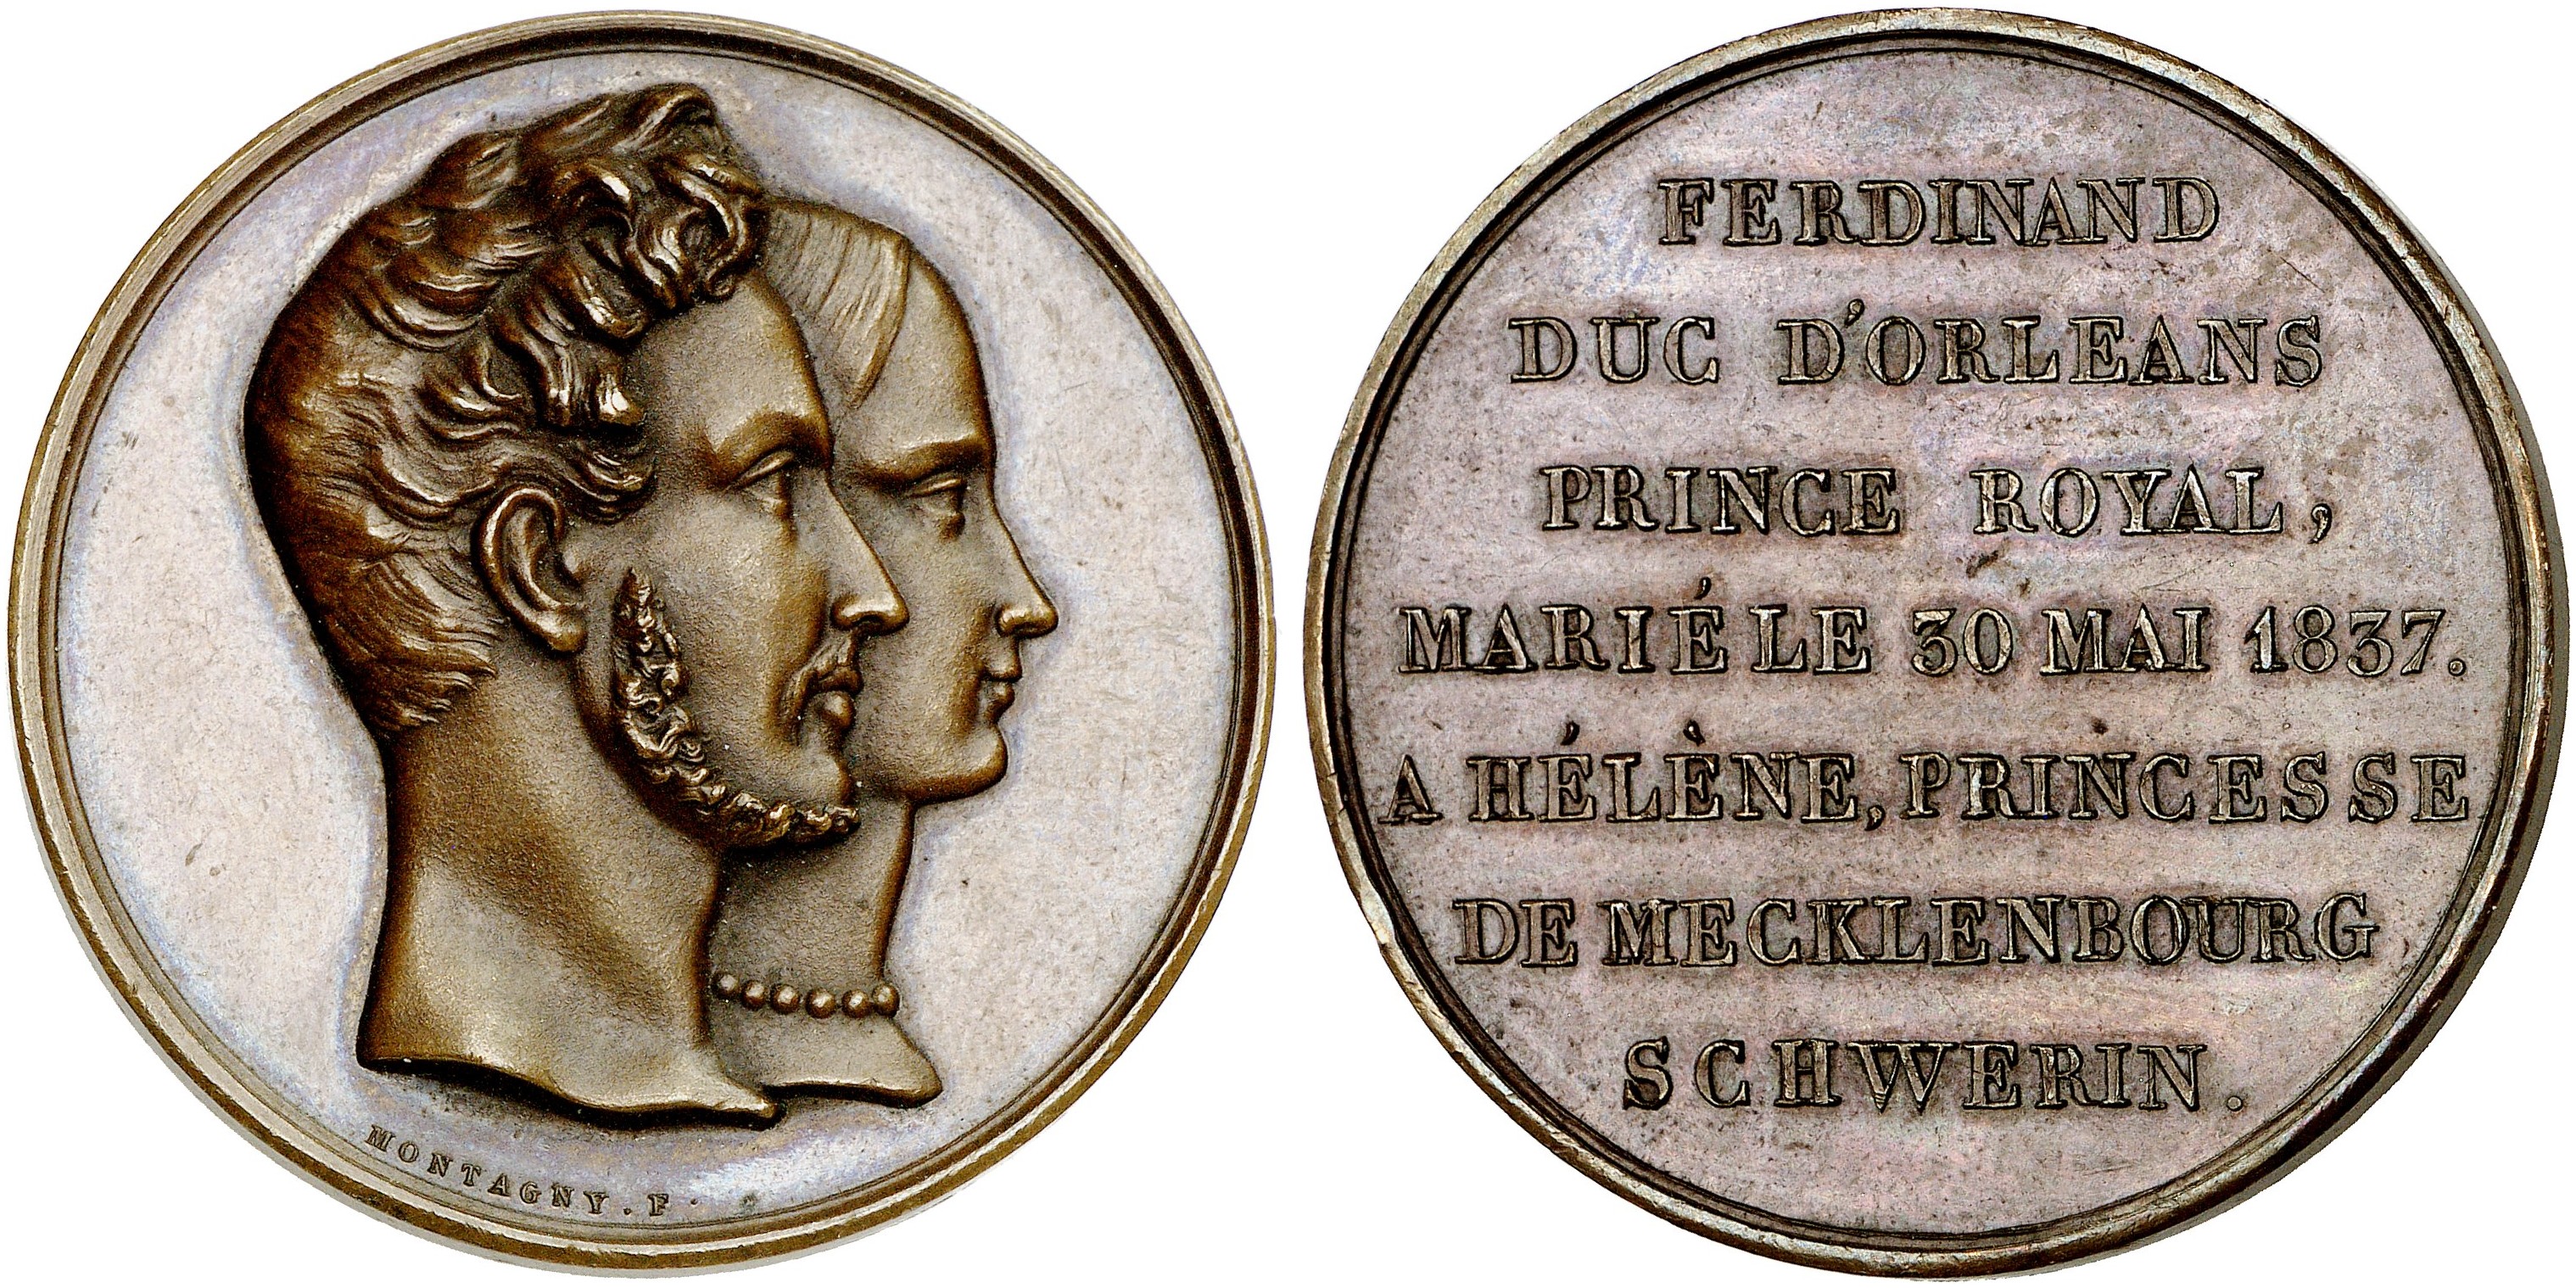 MONTAGNY. F.
FERDINAND
DUC D'ORLEANS
PRINCE ROYAL,
MARIÉ LE 30 MAI 1837.
A HÉLÈNE, PRINCESSE
DE MECKLENBOURG
SCHWERIN.